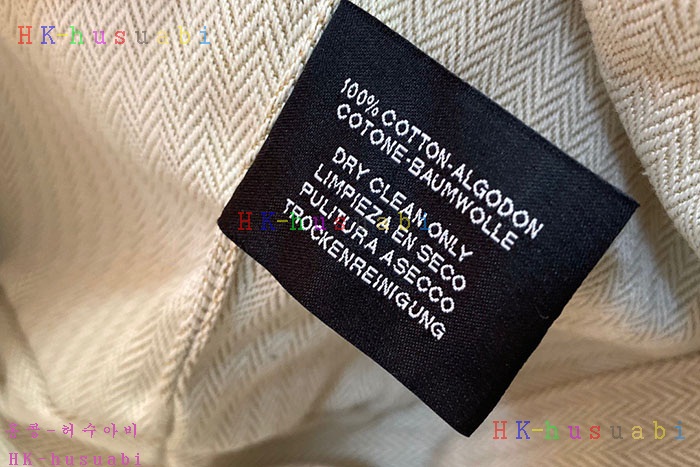 HK-husuabi
100% COTTON-ALGODON
COTONE-BAUMWOLLE
DRY CLEAN ONLY
LIMPIEZA EN SECO
HK-husuabi
PULITURA A SECCO
TROCKENREINIGUNG
홍콩-허수아비
HK-husuabi
HK-husuabi